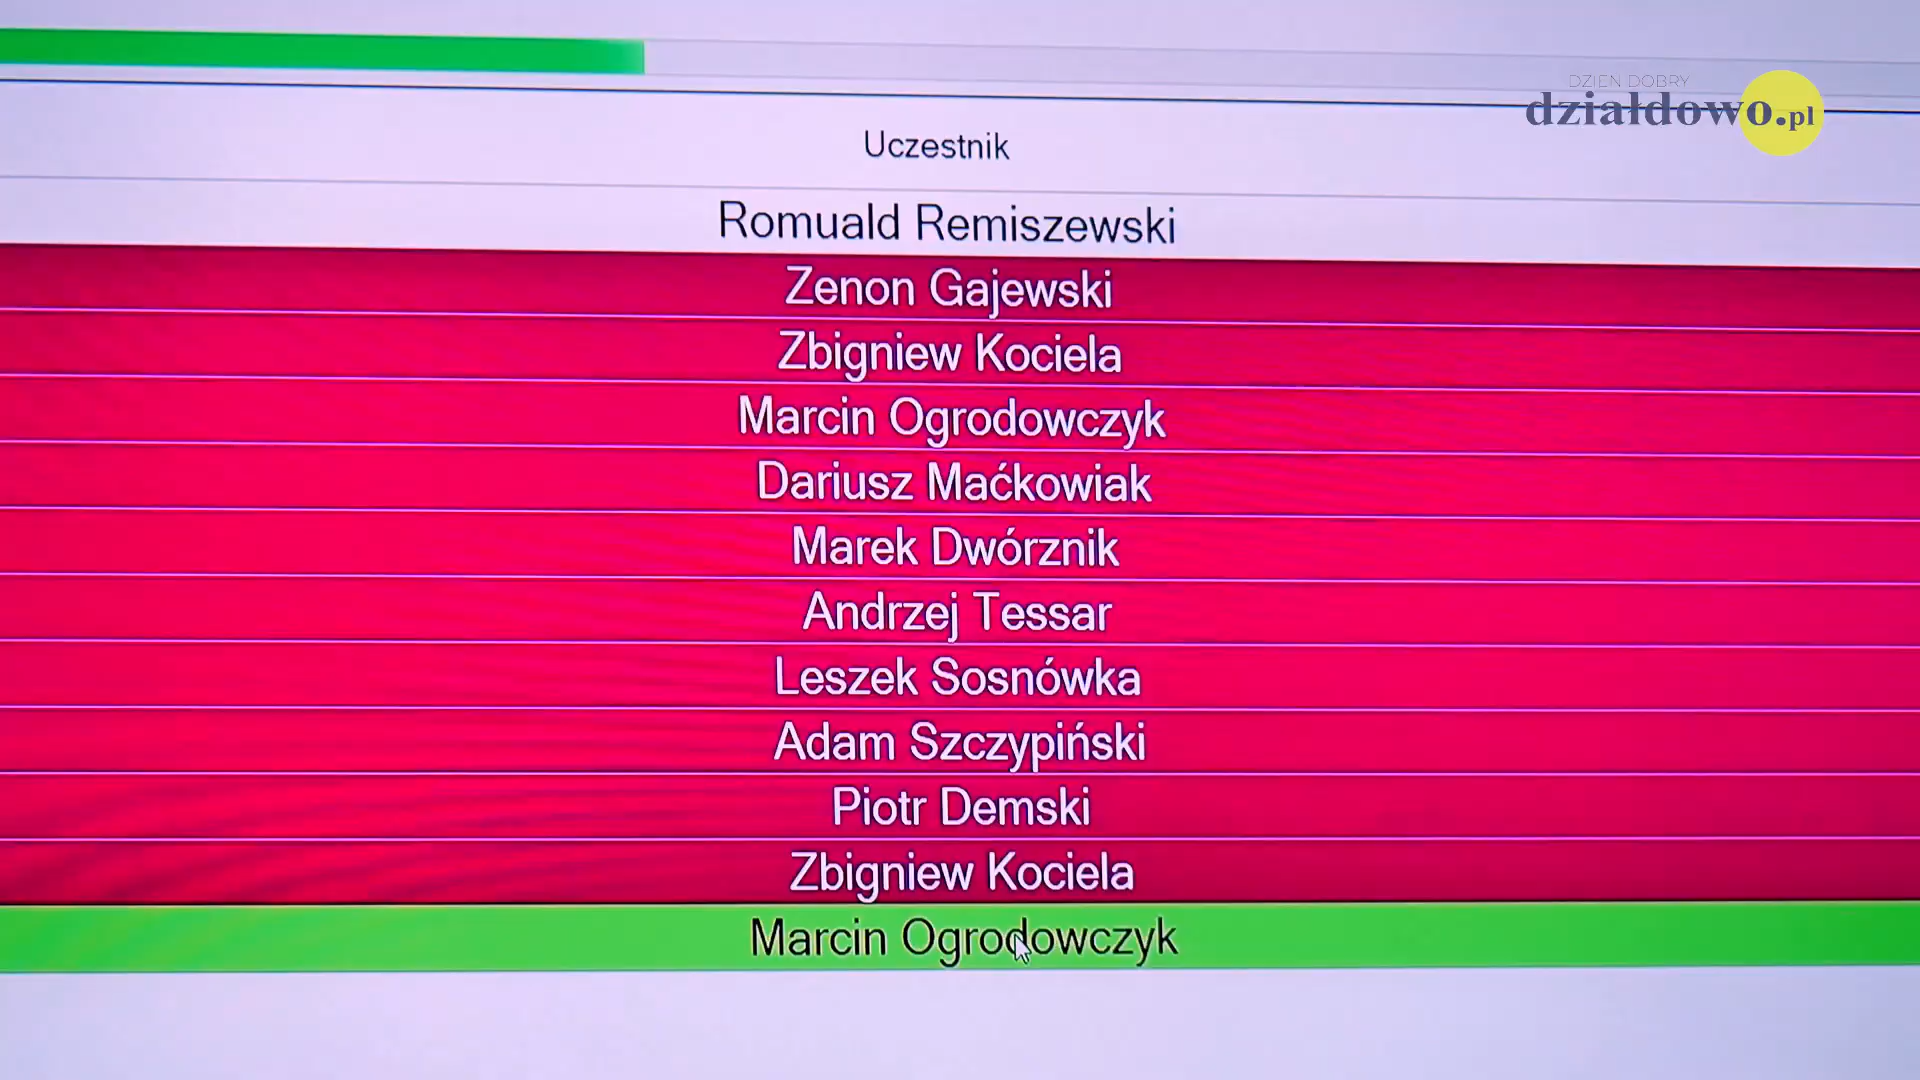 DZIEŃ DOBRY
działdowo.pl
Uczestnik
Romuald Remiszewski
Zenon Gajewski
Zbigniew Kociela
Marcin Ogrodowczyk
Dariusz Maćkowiak
Marek Dwórznik
Andrzej Tessar
Leszek Sosnówka
Adam Szczypiński
Piotr Demski
Zbigniew Kociela
Marcin Ogrodowczyk